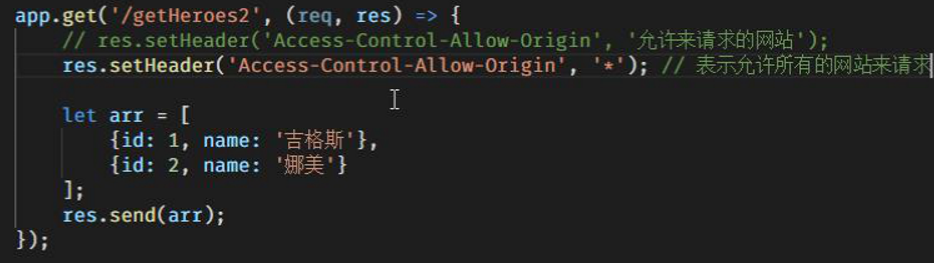 app.get('/getHeroes2', (req, res) => {
    // res.setHeader('Access-Control-Allow-Origin', '允许来请求的网站');
    res.setHeader('Access-Control-Allow-Origin', '*'); // 表示允许所有的网站来请求
    let arr = [
        {id: 1, name: '吉格斯'},
        {id: 2, name: '娜美'}
    ];
    res.send(arr);
});